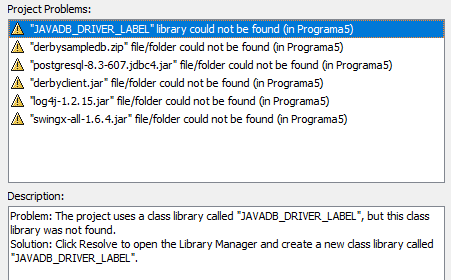 Project Problems:
"JAVADB_DRIVER_LABEL" library could not be found (in Programa5)
"derbysampledb.zip" file/folder could not be found (in Programa5)
"postgresql-8.3-607.jdbc4.jar" file/folder could not be found (in Programa5)
"derbyclient.jar" file/folder could not be found (in Programa5)
"log4j-1.2.15.jar" file/folder could not be found (in Programa5)
"swingx-all-1.6.4.jar" file/folder could not be found (in Programa5)
Description:
Problem: The project uses a class library called "JAVADB_DRIVER_LABEL", but this class
library was not found.
Solution: Click Resolve to open the Library Manager and create a new class library called
"JAVADB_DRIVER_LABEL".